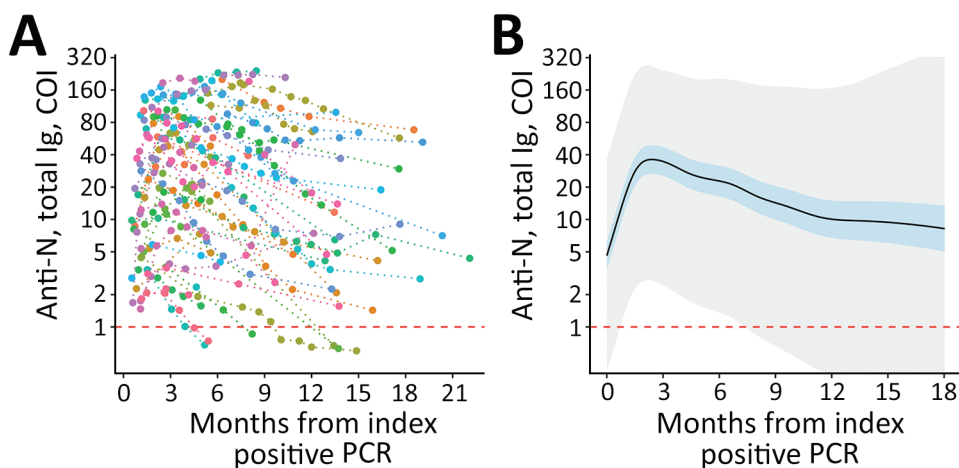 A
Anti-N, total Ig, COI
320
160
80
40
20
10
5
2
1
0 3 6 9 12 15 18 21
Months from index
positive PCR
B
Anti-N, total Ig, COI
320
160
80
40
20
10
5
2
1
0 3 6 9 12 15 18
Months from index
positive PCR